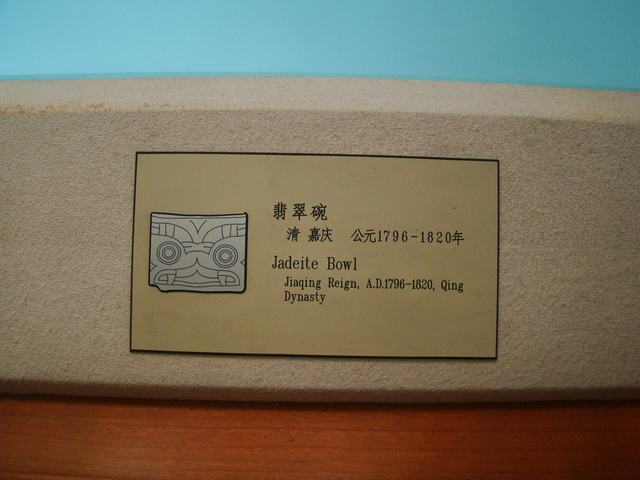 翡翠碗
清 嘉庆 公元1796-1820年
Jadeite Bowl
Jiaqing Reign, A.D.1796-1820, Qing
Dynasty